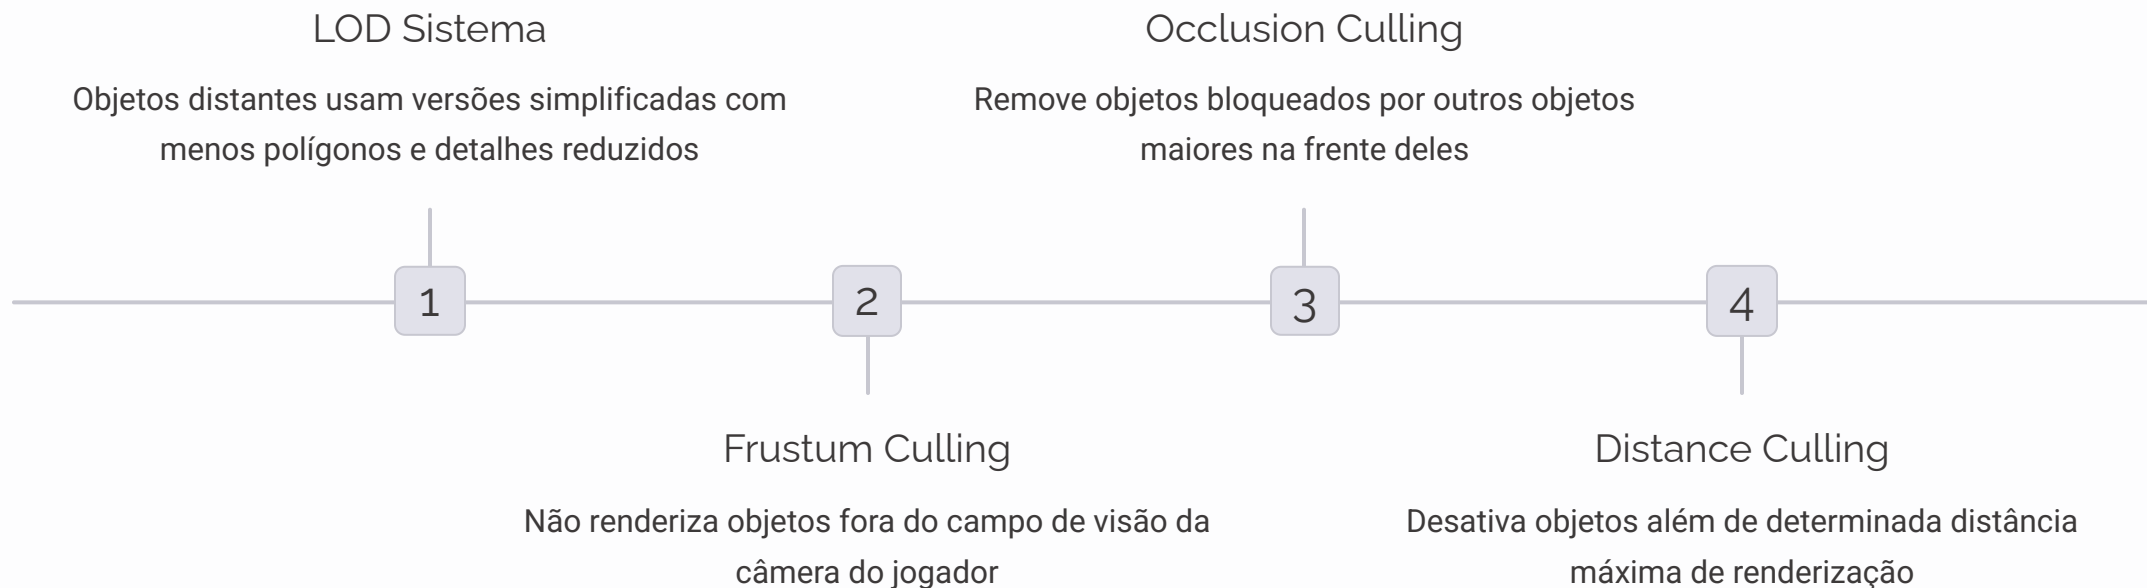 LOD Sistema
Objetos distantes usam versões simplificadas com
menos polígonos e detalhes reduzidos
Occlusion Culling
Remove objetos bloqueados por outros objetos
maiores na frente deles
1
2
3
4
Frustum Culling
Não renderiza objetos fora do campo de visão da
câmera do jogador
Distance Culling
Desativa objetos além de determinada distância
máxima de renderização